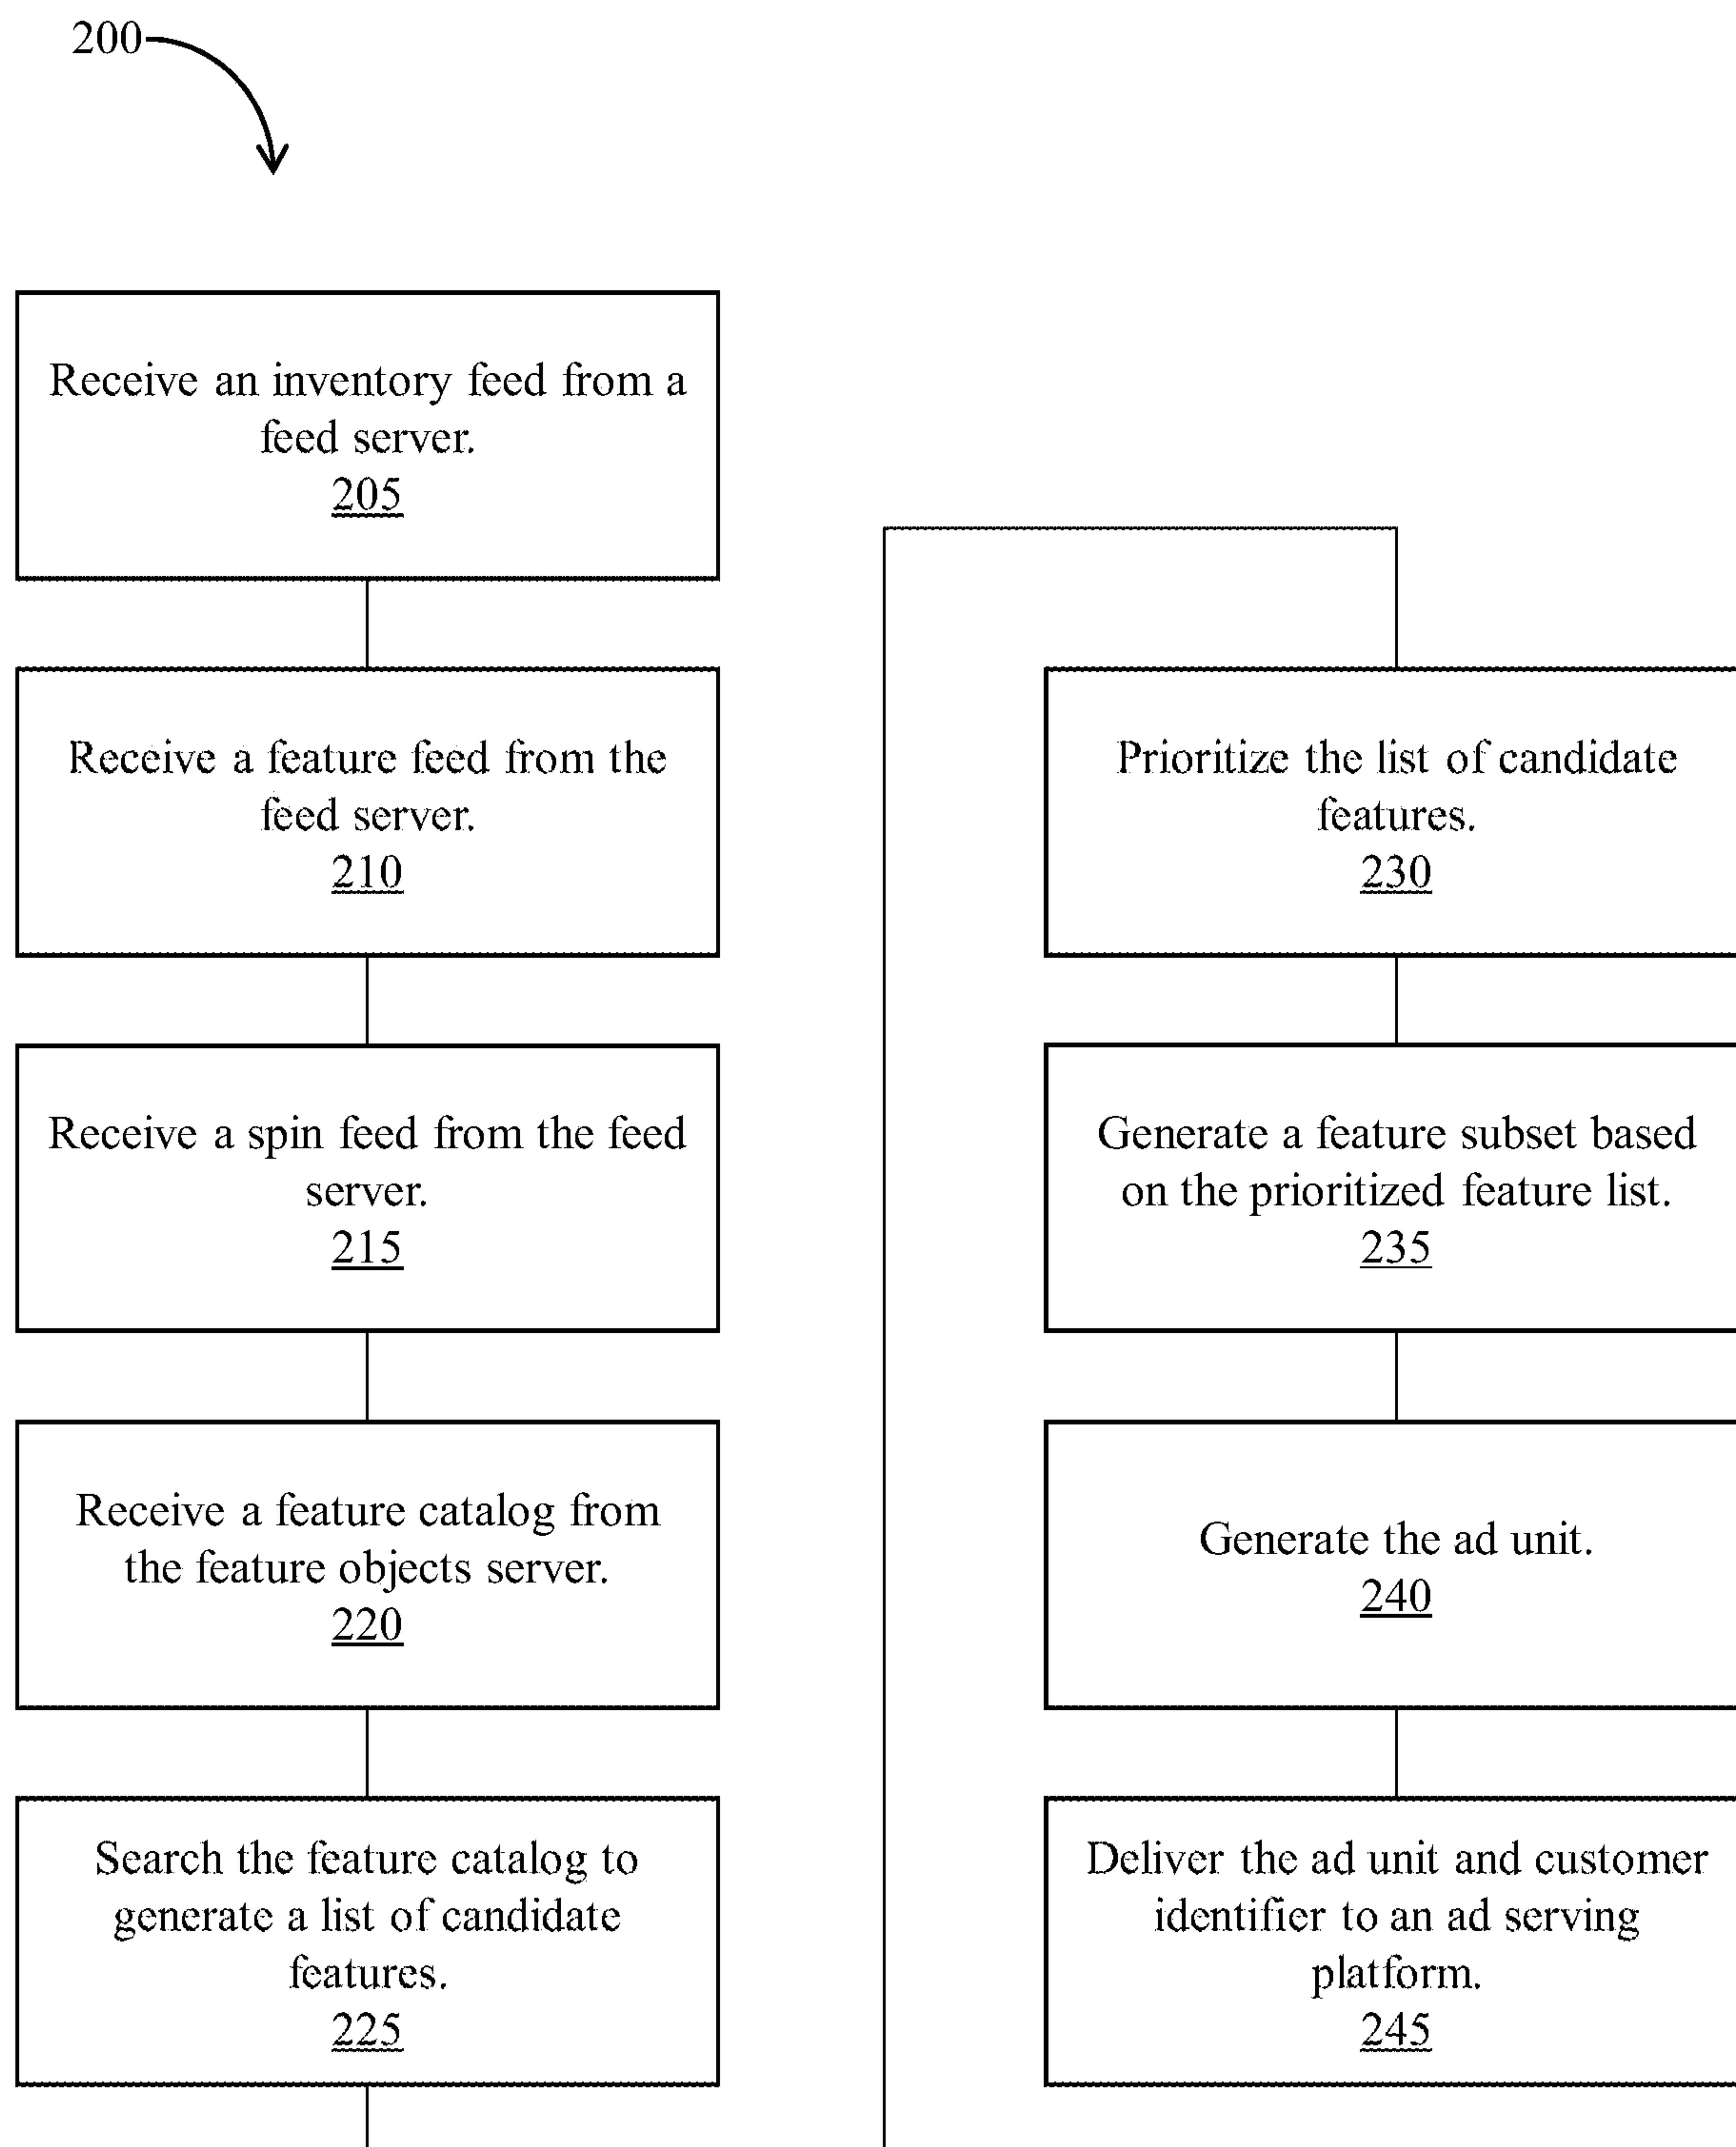 200
Receive an inventory feed from a
feed server.
205
Receive a feature feed from the
feed server.
210
Receive a spin feed from the feed
server.
215
Receive a feature catalog from
the feature objects server.
220
Search the feature catalog to
generate a list of candidate
features.
225
Prioritize the list of candidate
features.
230
Generate a feature subset based
on the prioritized feature list.
235
Generate the ad unit.
240
Deliver the ad unit and customer
identifier to an ad serving
platform.
245